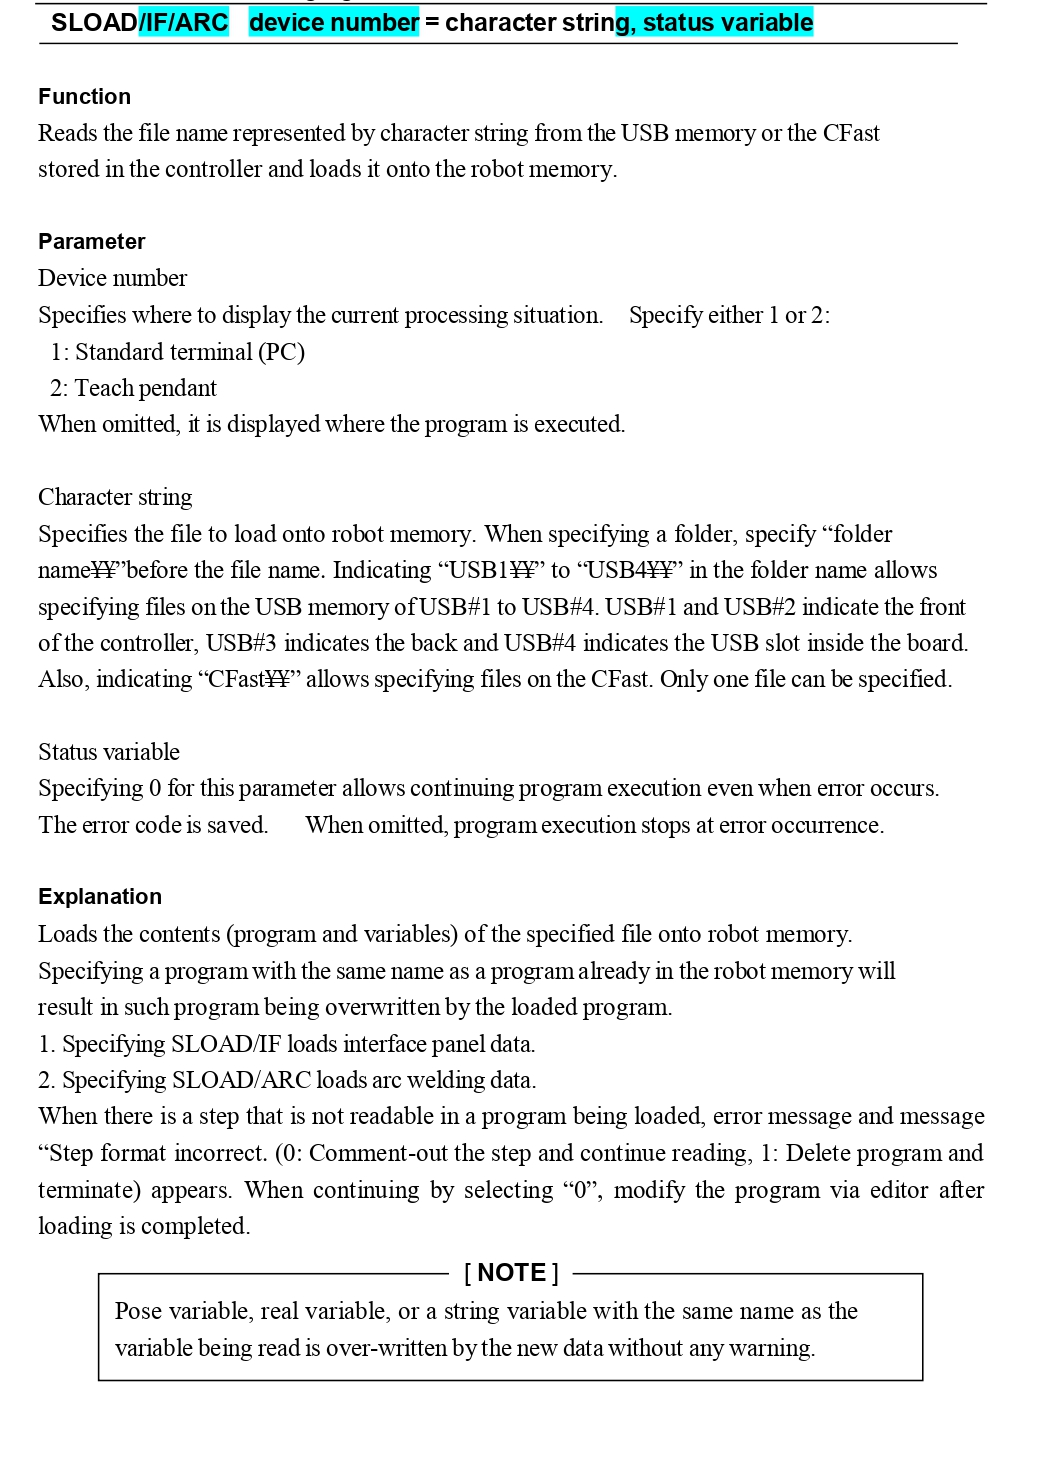 SLOAD/IF/ARC device number = character string, status variable
Function
Reads the file name represented by character string from the USB memory or the CFast
stored in the controller and loads it onto the robot memory.
Parameter
Device number
Specifies where to display the current processing situation. Specify either 1 or 2:
1: Standard terminal (PC)
2: Teach pendant
When omitted, it is displayed where the program is executed.
Character string
Specifies the file to load onto robot memory. When specifying a folder, specify “folder
name¥¥”before the file name. Indicating “USB1¥¥” to “USB4¥¥” in the folder name allows
specifying files on the USB memory of USB#1 to USB#4. USB#1 and USB#2 indicate the front
of the controller, USB#3 indicates the back and USB#4 indicates the USB slot inside the board.
Also, indicating “CFast¥¥” allows specifying files on the CFast. Only one file can be specified.
Status variable
Specifying 0 for this parameter allows continuing program execution even when error occurs.
The error code is saved. When omitted, program execution stops at error occurrence.
Explanation
Loads the contents (program and variables) of the specified file onto robot memory.
Specifying a program with the same name as a program already in the robot memory will
result in such program being overwritten by the loaded program.
1. Specifying SLOAD/IF loads interface panel data.
2. Specifying SLOAD/ARC loads arc welding data.
When there is a step that is not readable in a program being loaded, error message and message
“Step format incorrect. (0: Comment-out the step and continue reading, 1: Delete program and
terminate) appears. When continuing by selecting “0”, modify the program via editor after
loading is completed.
[ NOTE ]
Pose variable, real variable, or a string variable with the same name as the
variable being read is over-written by the new data without any warning.